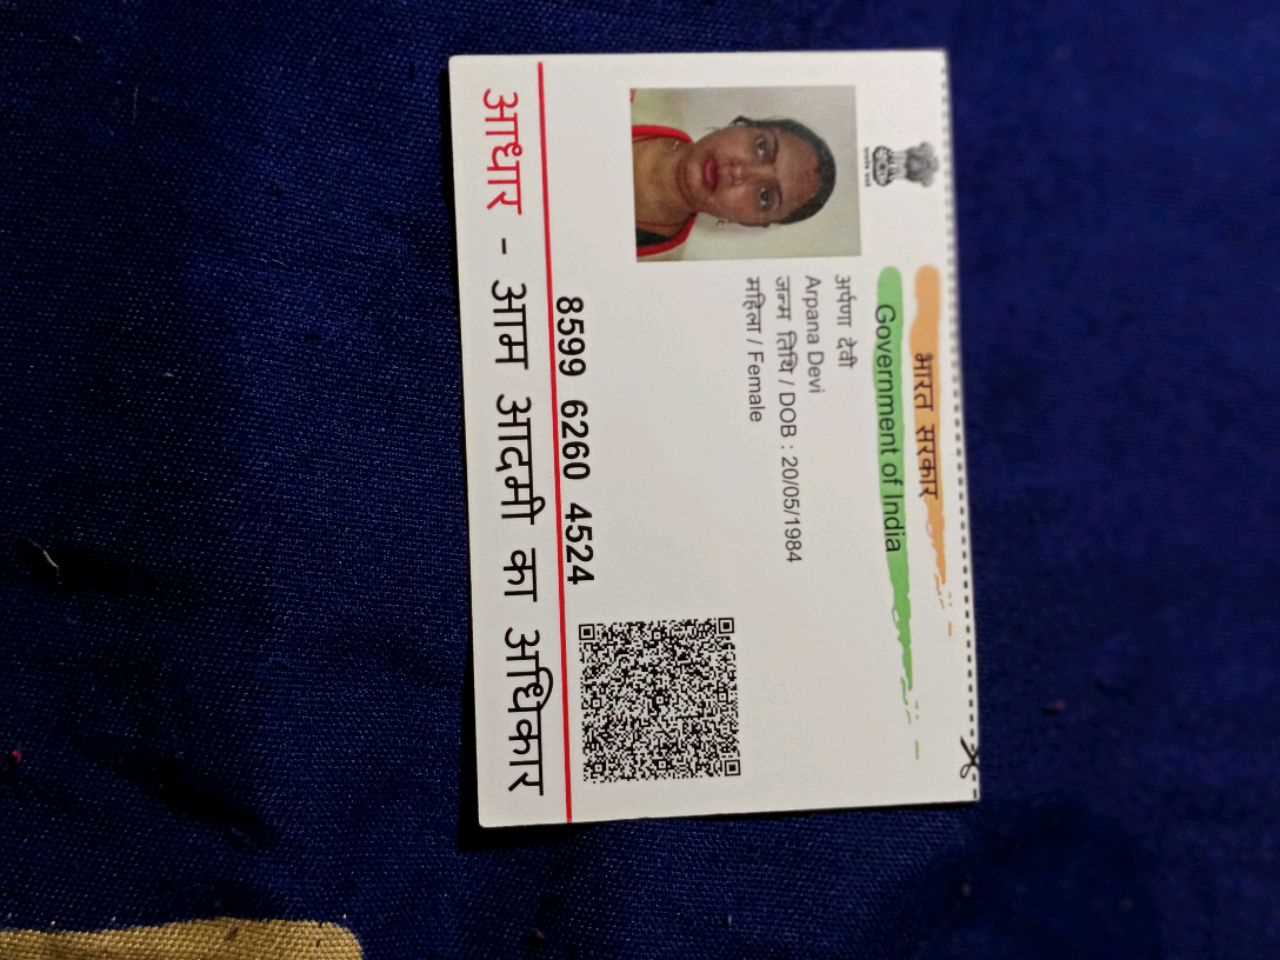 भारत सरकार
Government of India
अर्पणा देवी
Arpana Devi
जन्म तिथि / DOB : 20/05/1984
महिला / Female
8599 6260 4524
आधार - आम आदमी का अधिकार